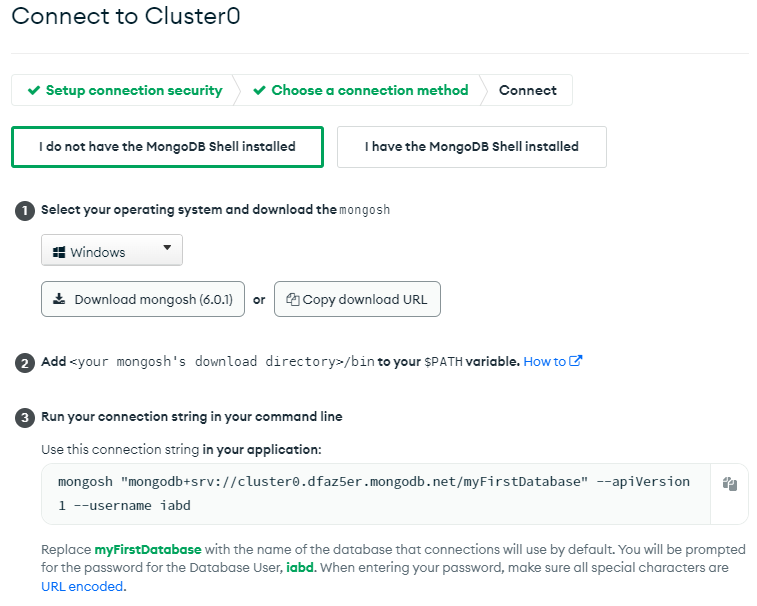 Connect to Cluster0
Setup connection security
Choose a connection method
Connect
I do not have the MongoDB Shell installed
I have the MongoDB Shell installed
1 Select your operating system and download the mongosh
Windows
Download mongosh (6.0.1) or Copy download URL
2 Add <your mongosh's download directory>/bin to your $PATH variable. How to
3 Run your connection string in your command line
Use this connection string in your application:
mongosh "mongodb+srv://cluster0.dfaz5er.mongodb.net/myFirstDatabase" --apiVersion
1 --username iabd
Replace myFirstDatabase with the name of the database that connections will use by default. You will be prompted
for the password for the Database User, iabd. When entering your password, make sure all special characters are
URL encoded.